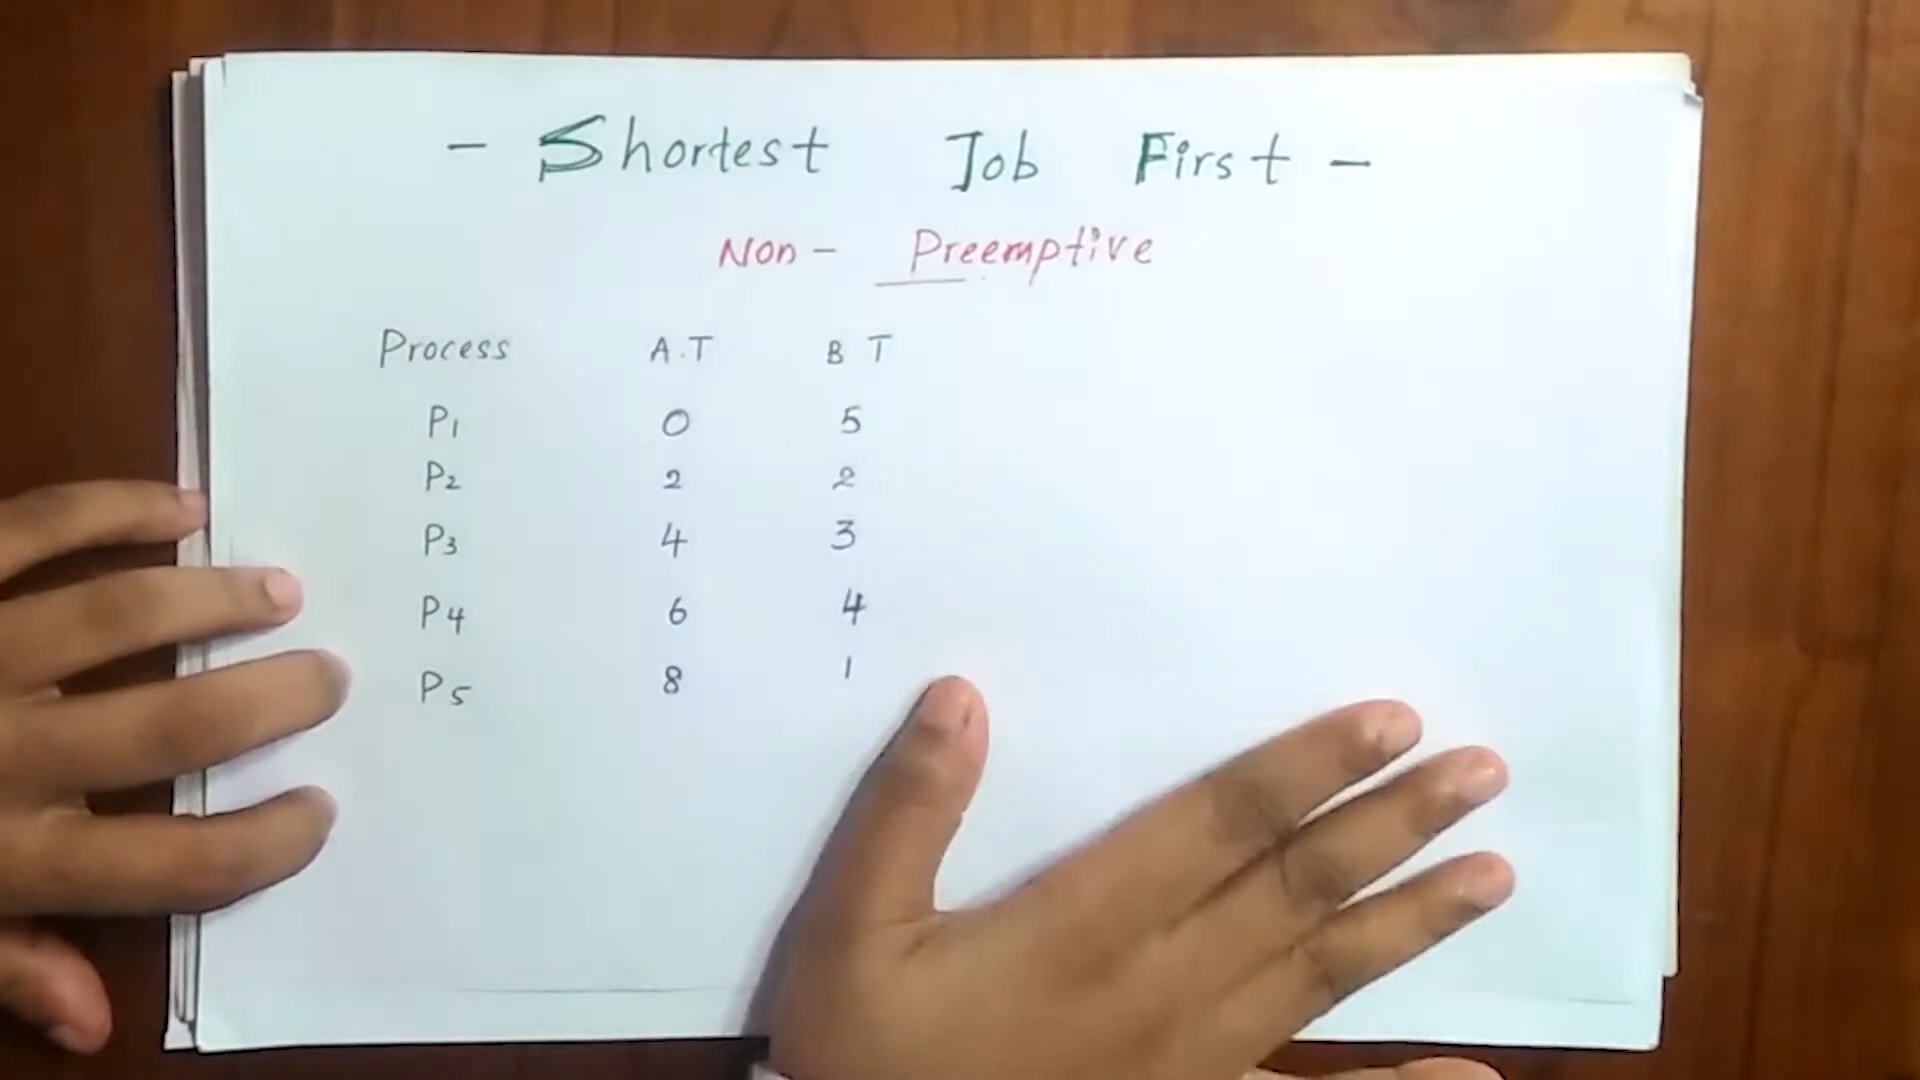 - Shortest Job First -
Non - Preemptive
Process A.T B T
P1 0 5
P2 2 2
P3 4 3
P4 6 4
P5 8 1